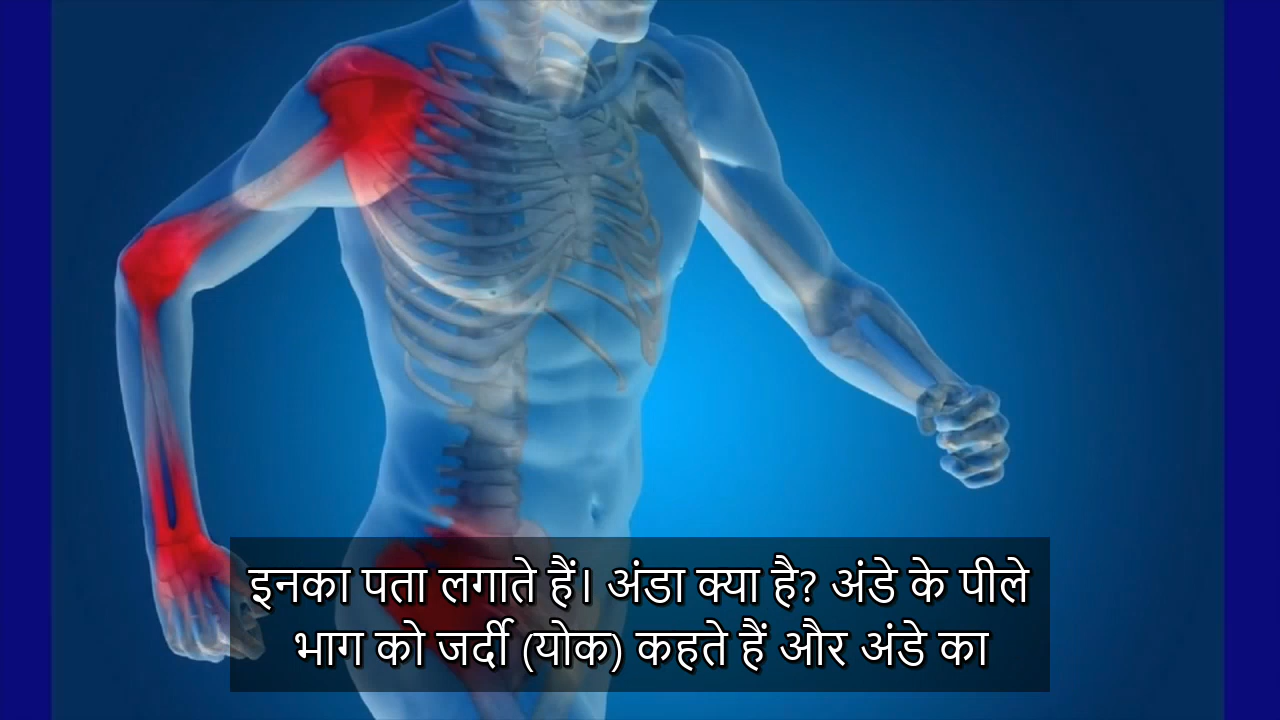 इनका पता लगाते हैं। अंडा क्या है? अंडे के पीले
भाग को जर्दी (योक) कहते हैं और अंडे का